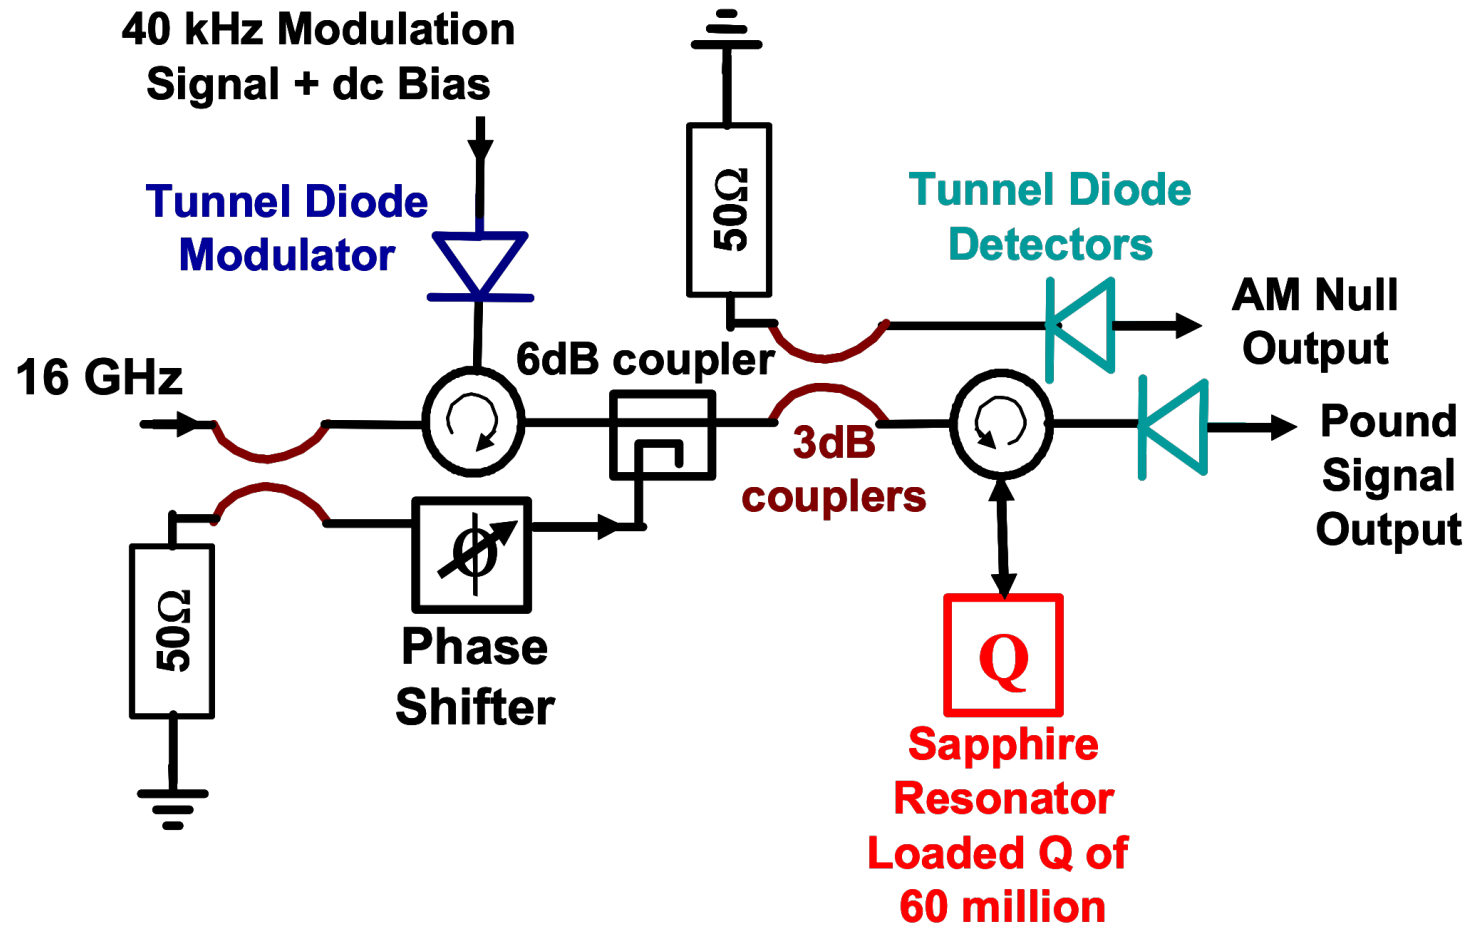 40 kHz Modulation
Signal + dc Bias
Tunnel Diode
Modulator
50Ω
Tunnel Diode
Detectors
AM Null
Output
16 GHz
6dB coupler
3dB
couplers
Pound
Signal
Output
50Ω
ϕ
Phase
Shifter
Q
Sapphire
Resonator
Loaded Q of
60 million